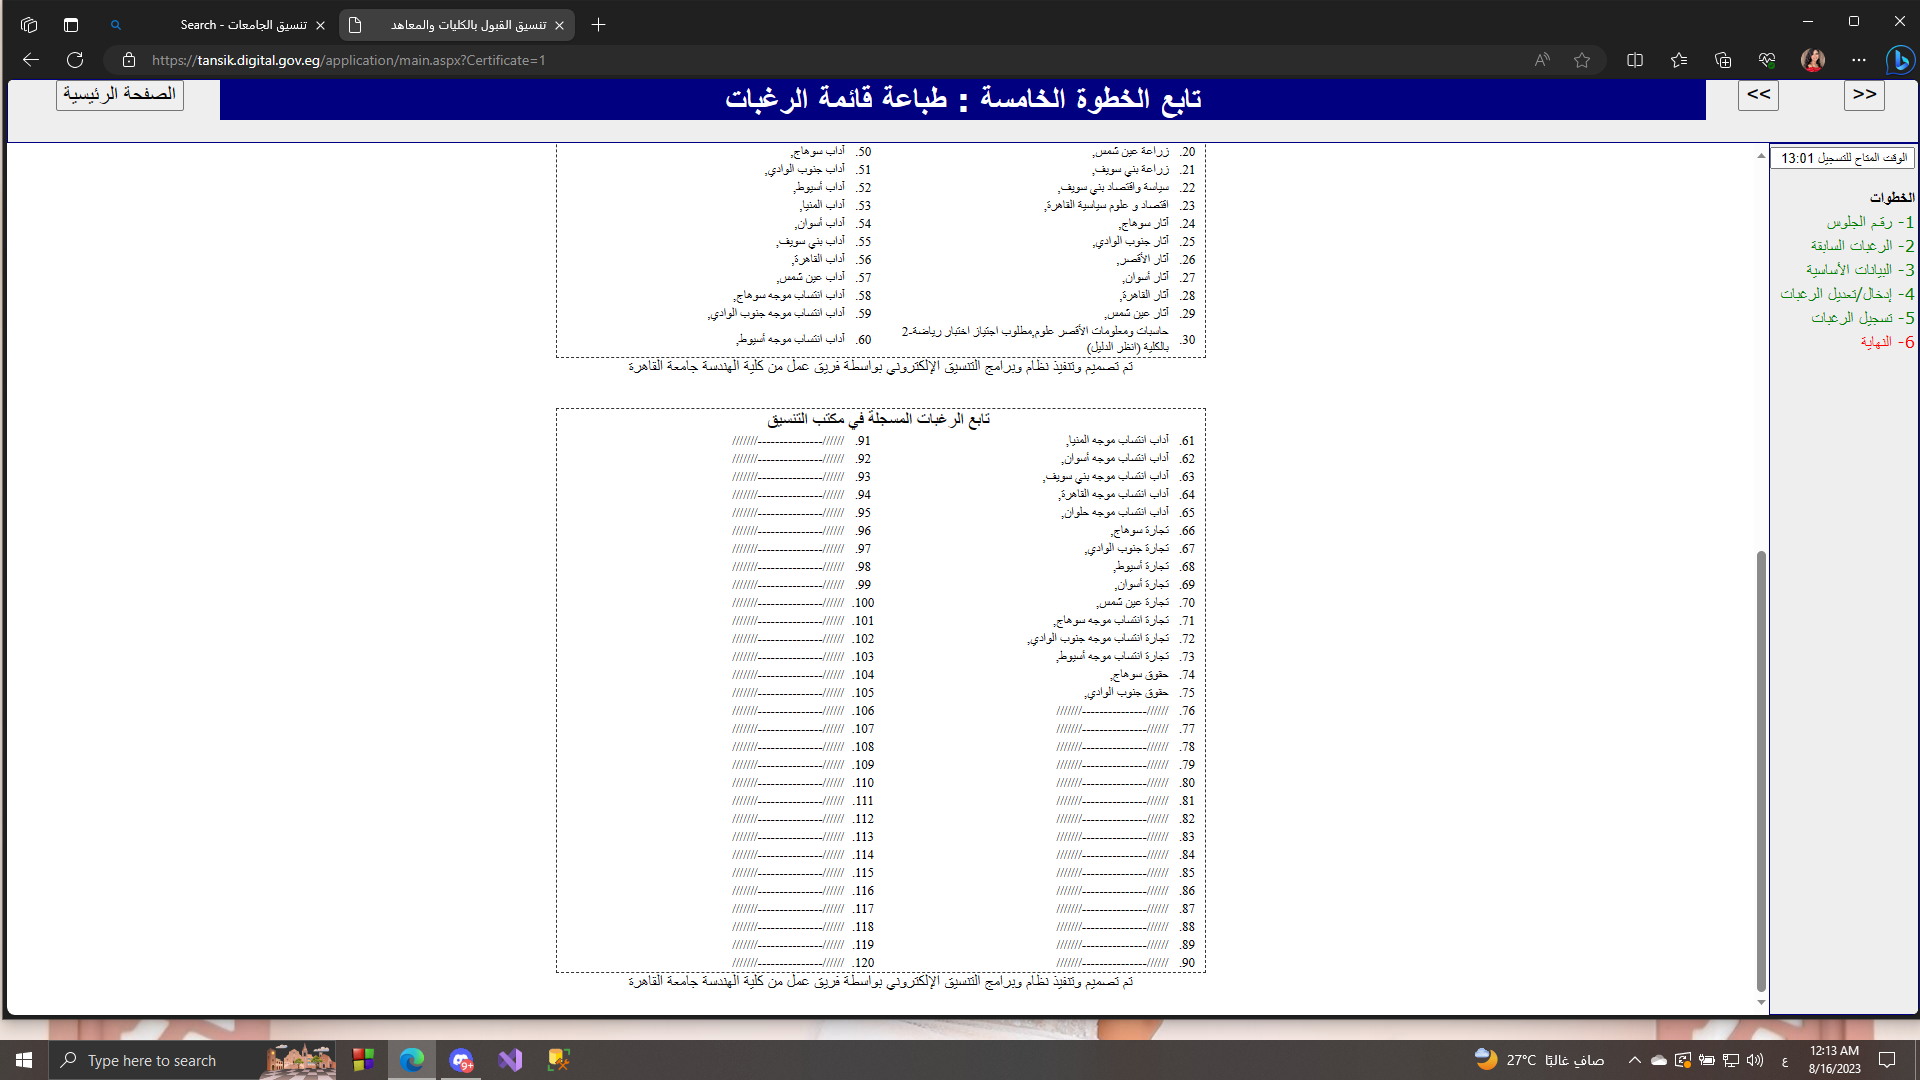 تنسيق الجامعات - Search
تنسيق القبول بالكليات والمعاهد
https://tansik.digital.gov.eg/application/main.aspx?Certificate=1
<<
>>
تابع الخطوة الخامسة : طباعة قائمة الرغبات
الصفحة الرئيسية
الوقت المتاح للتسجيل 13:01
الخطوات
1- رقم الجلوس
2- الرغبات السابقة
3- البيانات الأساسية
4- إدخال/تعديل الرغبات
5- تسجيل الرغبات
6- النهاية
20. زراعة عين شمس,
21. زراعة بني سويف,
22. سياسة واقتصاد بني سويف,
23. اقتصاد و علوم سياسية القاهرة,
24. آثار سوهاج,
25. آثار جنوب الوادي,
26. آثار الأقصر,
27. آثار أسوان,
28. آثار القاهرة,
29. آثار عين شمس,
30. حاسبات ومعلومات الأقصر علوم,مطلوب اجتياز اختبار رياضة-2
بالكلية (انظر الدليل)
50. آداب سوهاج,
51. آداب جنوب الوادي,
52. آداب أسيوط,
53. آداب المنيا,
54. آداب أسوان,
55. آداب بني سويف,
56. آداب القاهرة,
57. آداب عين شمس,
58. آداب انتساب موجه سوهاج,
59. آداب انتساب موجه جنوب الوادي,
60. آداب انتساب موجه أسيوط,
تم تصميم وتنفيذ نظام وبرامج التنسيق الإلكتروني بواسطة فريق عمل من كلية الهندسة جامعة القاهرة
تابع الرغبات المسجلة في مكتب التنسيق
61. آداب انتساب موجه المنيا,
62. آداب انتساب موجه أسوان,
63. آداب انتساب موجه بني سويف,
64. آداب انتساب موجه القاهرة,
65. آداب انتساب موجه حلوان,
66. تجارة سوهاج,
67. تجارة جنوب الوادي,
68. تجارة أسيوط,
69. تجارة أسوان,
70. تجارة عين شمس,
71. تجارة انتساب موجه سوهاج,
72. تجارة انتساب موجه جنوب الوادي,
73. تجارة انتساب موجه أسيوط,
74. حقوق سوهاج,
75. حقوق جنوب الوادي,
76. //////---------------///////
77. //////---------------///////
78. //////---------------///////
79. //////---------------///////
80. //////---------------///////
81. //////---------------///////
82. //////---------------///////
83. //////---------------///////
84. //////---------------///////
85. //////---------------///////
86. //////---------------///////
87. //////---------------///////
88. //////---------------///////
89. //////---------------///////
90. //////---------------///////
91. //////---------------///////
92. //////---------------///////
93. //////---------------///////
94. //////---------------///////
95. //////---------------///////
96. //////---------------///////
97. //////---------------///////
98. //////---------------///////
99. //////---------------///////
100. //////---------------///////
101. //////---------------///////
102. //////---------------///////
103. //////---------------///////
104. //////---------------///////
105. //////---------------///////
106. //////---------------///////
107. //////---------------///////
108. //////---------------///////
109. //////---------------///////
110. //////---------------///////
111. //////---------------///////
112. //////---------------///////
113. //////---------------///////
114. //////---------------///////
115. //////---------------///////
116. //////---------------///////
117. //////---------------///////
118. //////---------------///////
119. //////---------------///////
120. //////---------------///////
تم تصميم وتنفيذ نظام وبرامج التنسيق الإلكتروني بواسطة فريق عمل من كلية الهندسة جامعة القاهرة
Type here to search
9+
27°C صافٍ غالبًا
ع
12:13 AM
8/16/2023